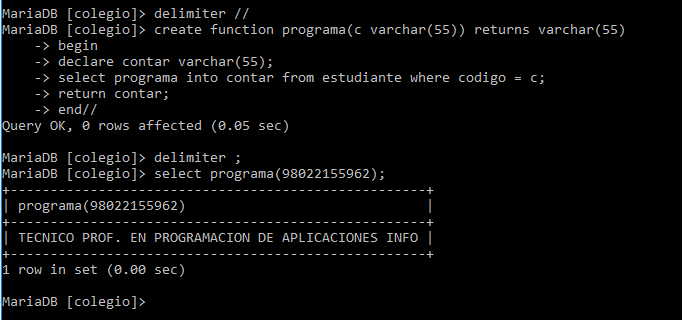 MariaDB [colegio]> delimiter //
MariaDB [colegio]> create function programa(c varchar(55)) returns varchar(55)
    -> begin
    -> declare contar varchar(55);
    -> select programa into contar from estudiante where codigo = c;
    -> return contar;
    -> end//
Query OK, 0 rows affected (0.05 sec)

MariaDB [colegio]> delimiter ;
MariaDB [colegio]> select programa(98022155962);
+----------------------------------------------------+
| programa(98022155962)                              |
+----------------------------------------------------+
| TECNICO PROF. EN PROGRAMACION DE APLICACIONES INFO |
+----------------------------------------------------+
1 row in set (0.00 sec)

MariaDB [colegio]>